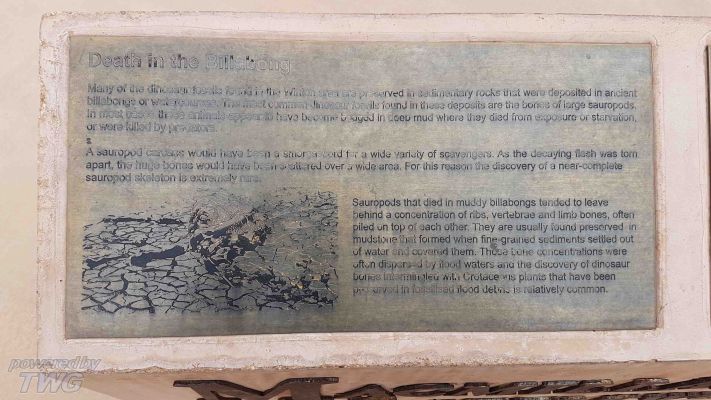 Death in the Billabong
Many of the dinosaur fossils found in the Winton area are preserved in sedimentary rocks that were deposited in ancient
billabongs or watercourses. The most common dinosaur fossils found in these deposits are the bones of large sauropods.
In most cases these animals appear to have become bogged in deep mud where they died from exposure or starvation,
or were killed by predators.
A sauropod carcass would have been a smorgasbord for a wide variety of scavengers. As the decaying flesh was torn
apart, the huge bones would have been scattered over a wide area. For this reason the discovery of a near-complete
sauropod skeleton is extremely rare.
Sauropods that died in muddy billabongs tended to leave
behind a concentration of ribs, vertebrae and limb bones, often
piled on top of each other. They are usually found preserved in
mudstone that formed when fine-grained sediments settled out
of water and covered them. These bone concentrations were
often dispersed by flood waters and the discovery of dinosaur
bones intermingled with Cretaceous plants that have been
preserved in fossilised flood debris is relatively common.
powered by
TWG